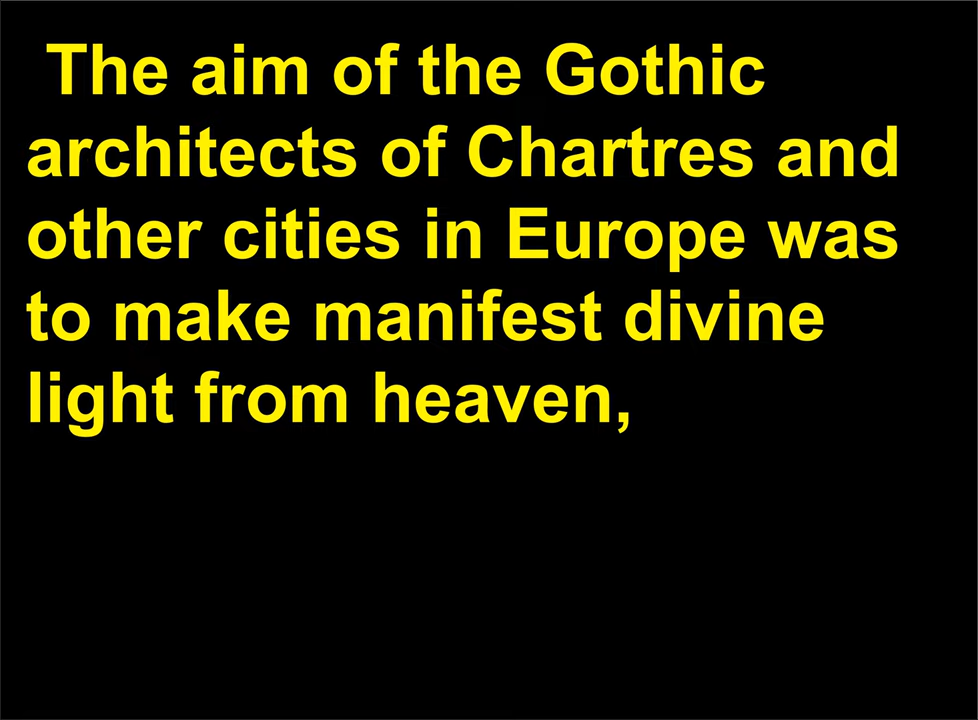 The aim of the Gothic
architects of Chartres and
other cities in Europe was
to make manifest divine
light from heaven,